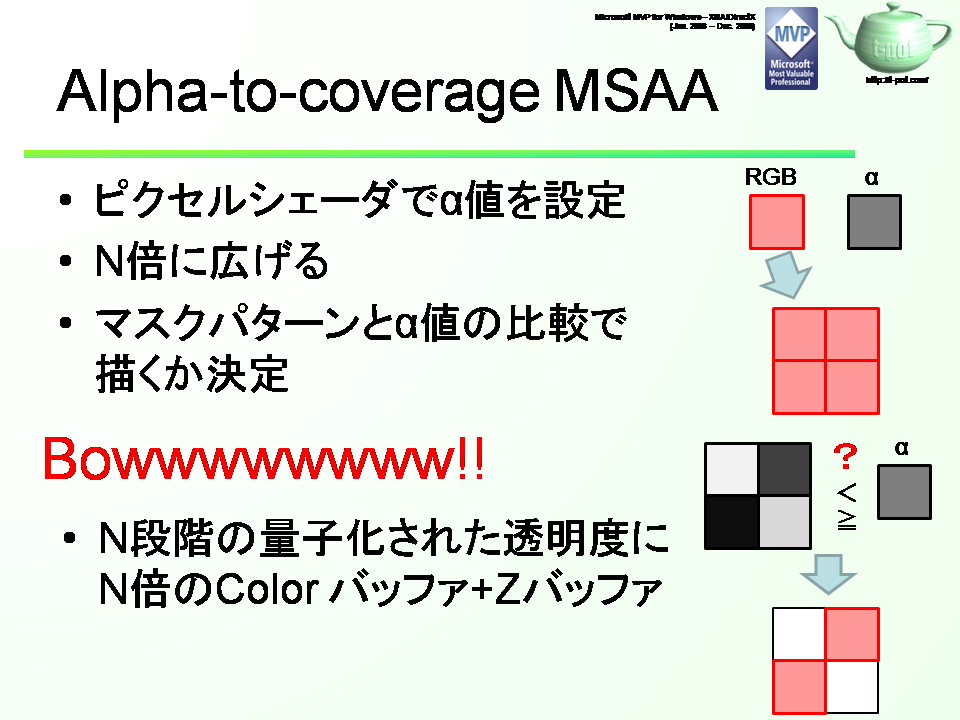 Microsoft MVP for Windows – XNA/DirectX
(Jan. 2008 – Dec. 2008)
MVP
Microsoft
Most Valuable
Professional
t-pot
http://t-pot.com/
Alpha-to-coverage MSAA
RGB
α
• ピクセルシェーダでα値を設定
• N倍に広げる
• マスクパターンとα値の比較で
描くか決定
Bowwwwwwww!!
?
α
<
≧
• N段階の量子化された透明度に
N倍のColor バッファ+Zバッファ